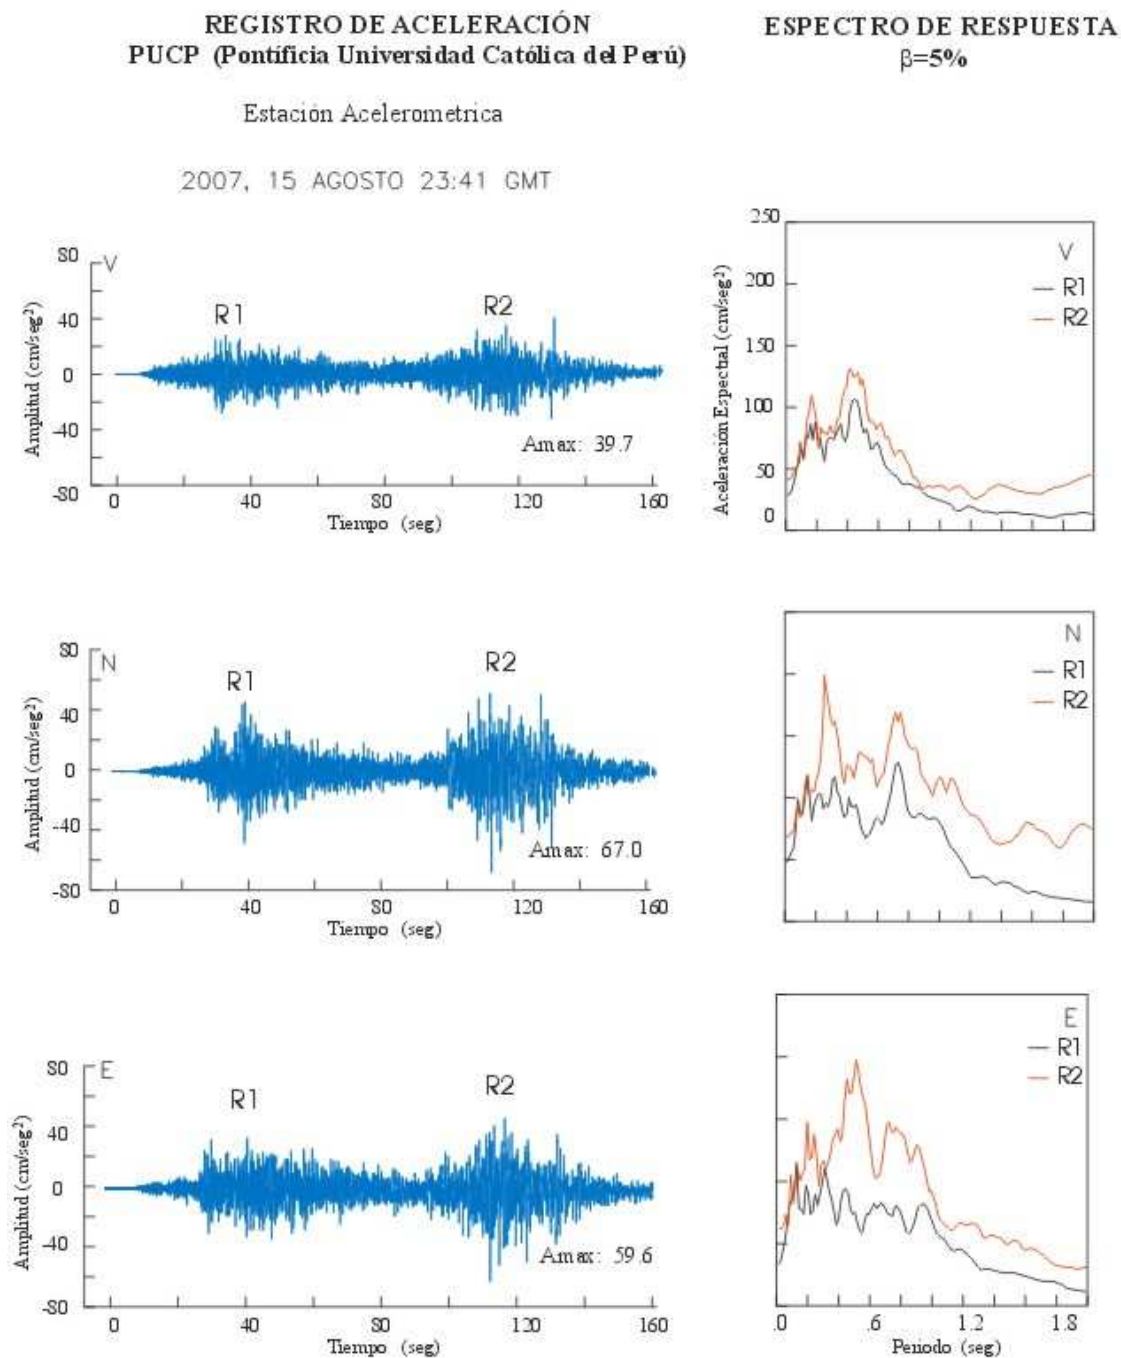 REGISTRO DE ACELERACIÓN
PUCP (Pontíficia Universidad Católica del Perú)
ESPECTRO DE RESPUESTA
β=5%
Estación Acelerometrica
2007, 15 AGOSTO 23:41 GMT
80
40
0
-40
-80
Amplitud (cm/seg²)
V
R1
R2
Amax: 39.7
0 40 80 120 160
Tiempo (seg)
250
200
150
100
50
0
Aceleración Espectral (cm/seg²)
V
R1
R2
80
40
0
-40
-80
Amplitud (cm/seg²)
N
R1
R2
Amax: 67.0
0 40 80 120 160
Tiempo (seg)
N
R1
R2
80
40
0
-40
-80
Amplitud (cm/seg²)
E
R1
R2
Amax: 59.6
0 40 80 120 160
Tiempo (seg)
E
R1
R2
.0 .6 1.2 1.8
Periodo (seg)